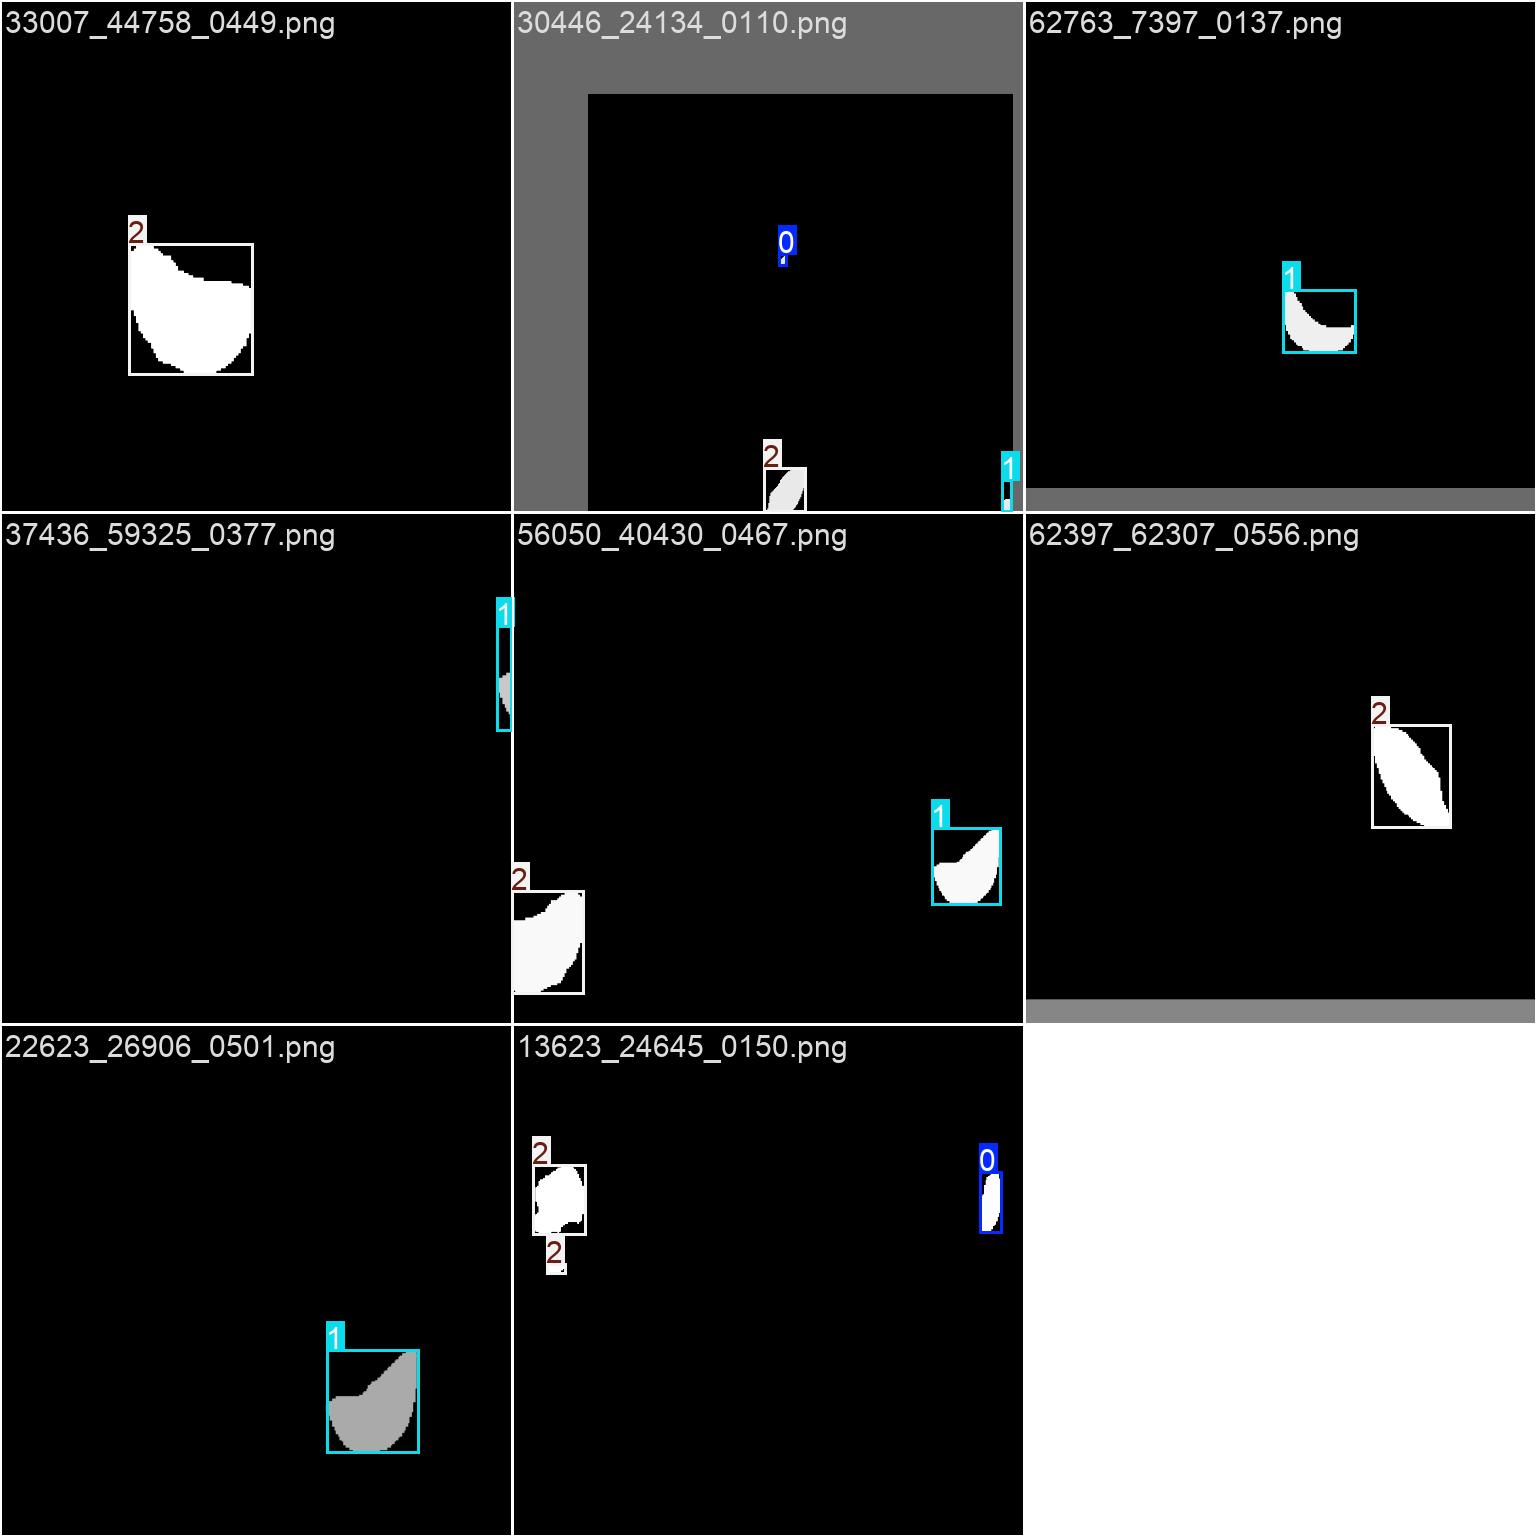 33007_44758_0449.png
30446_24134_0110.png
62763_7397_0137.png
2
0
1
2
1
37436_59325_0377.png
56050_40430_0467.png
62397_62307_0556.png
1
2
1
2
22623_26906_0501.png
13623_24645_0150.png
2
0
2
1